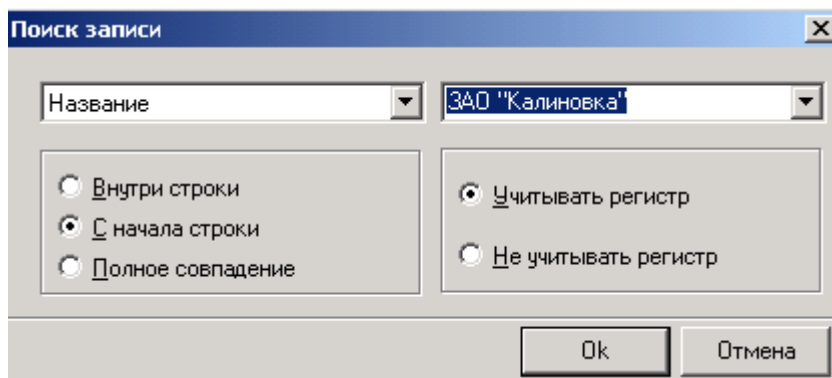 Поиск записи
Название
ЗАО "Калиновка"
Внутри строки
С начала строки
Полное совпадение
Учитывать регистр
Не учитывать регистр
Ok
Отмена